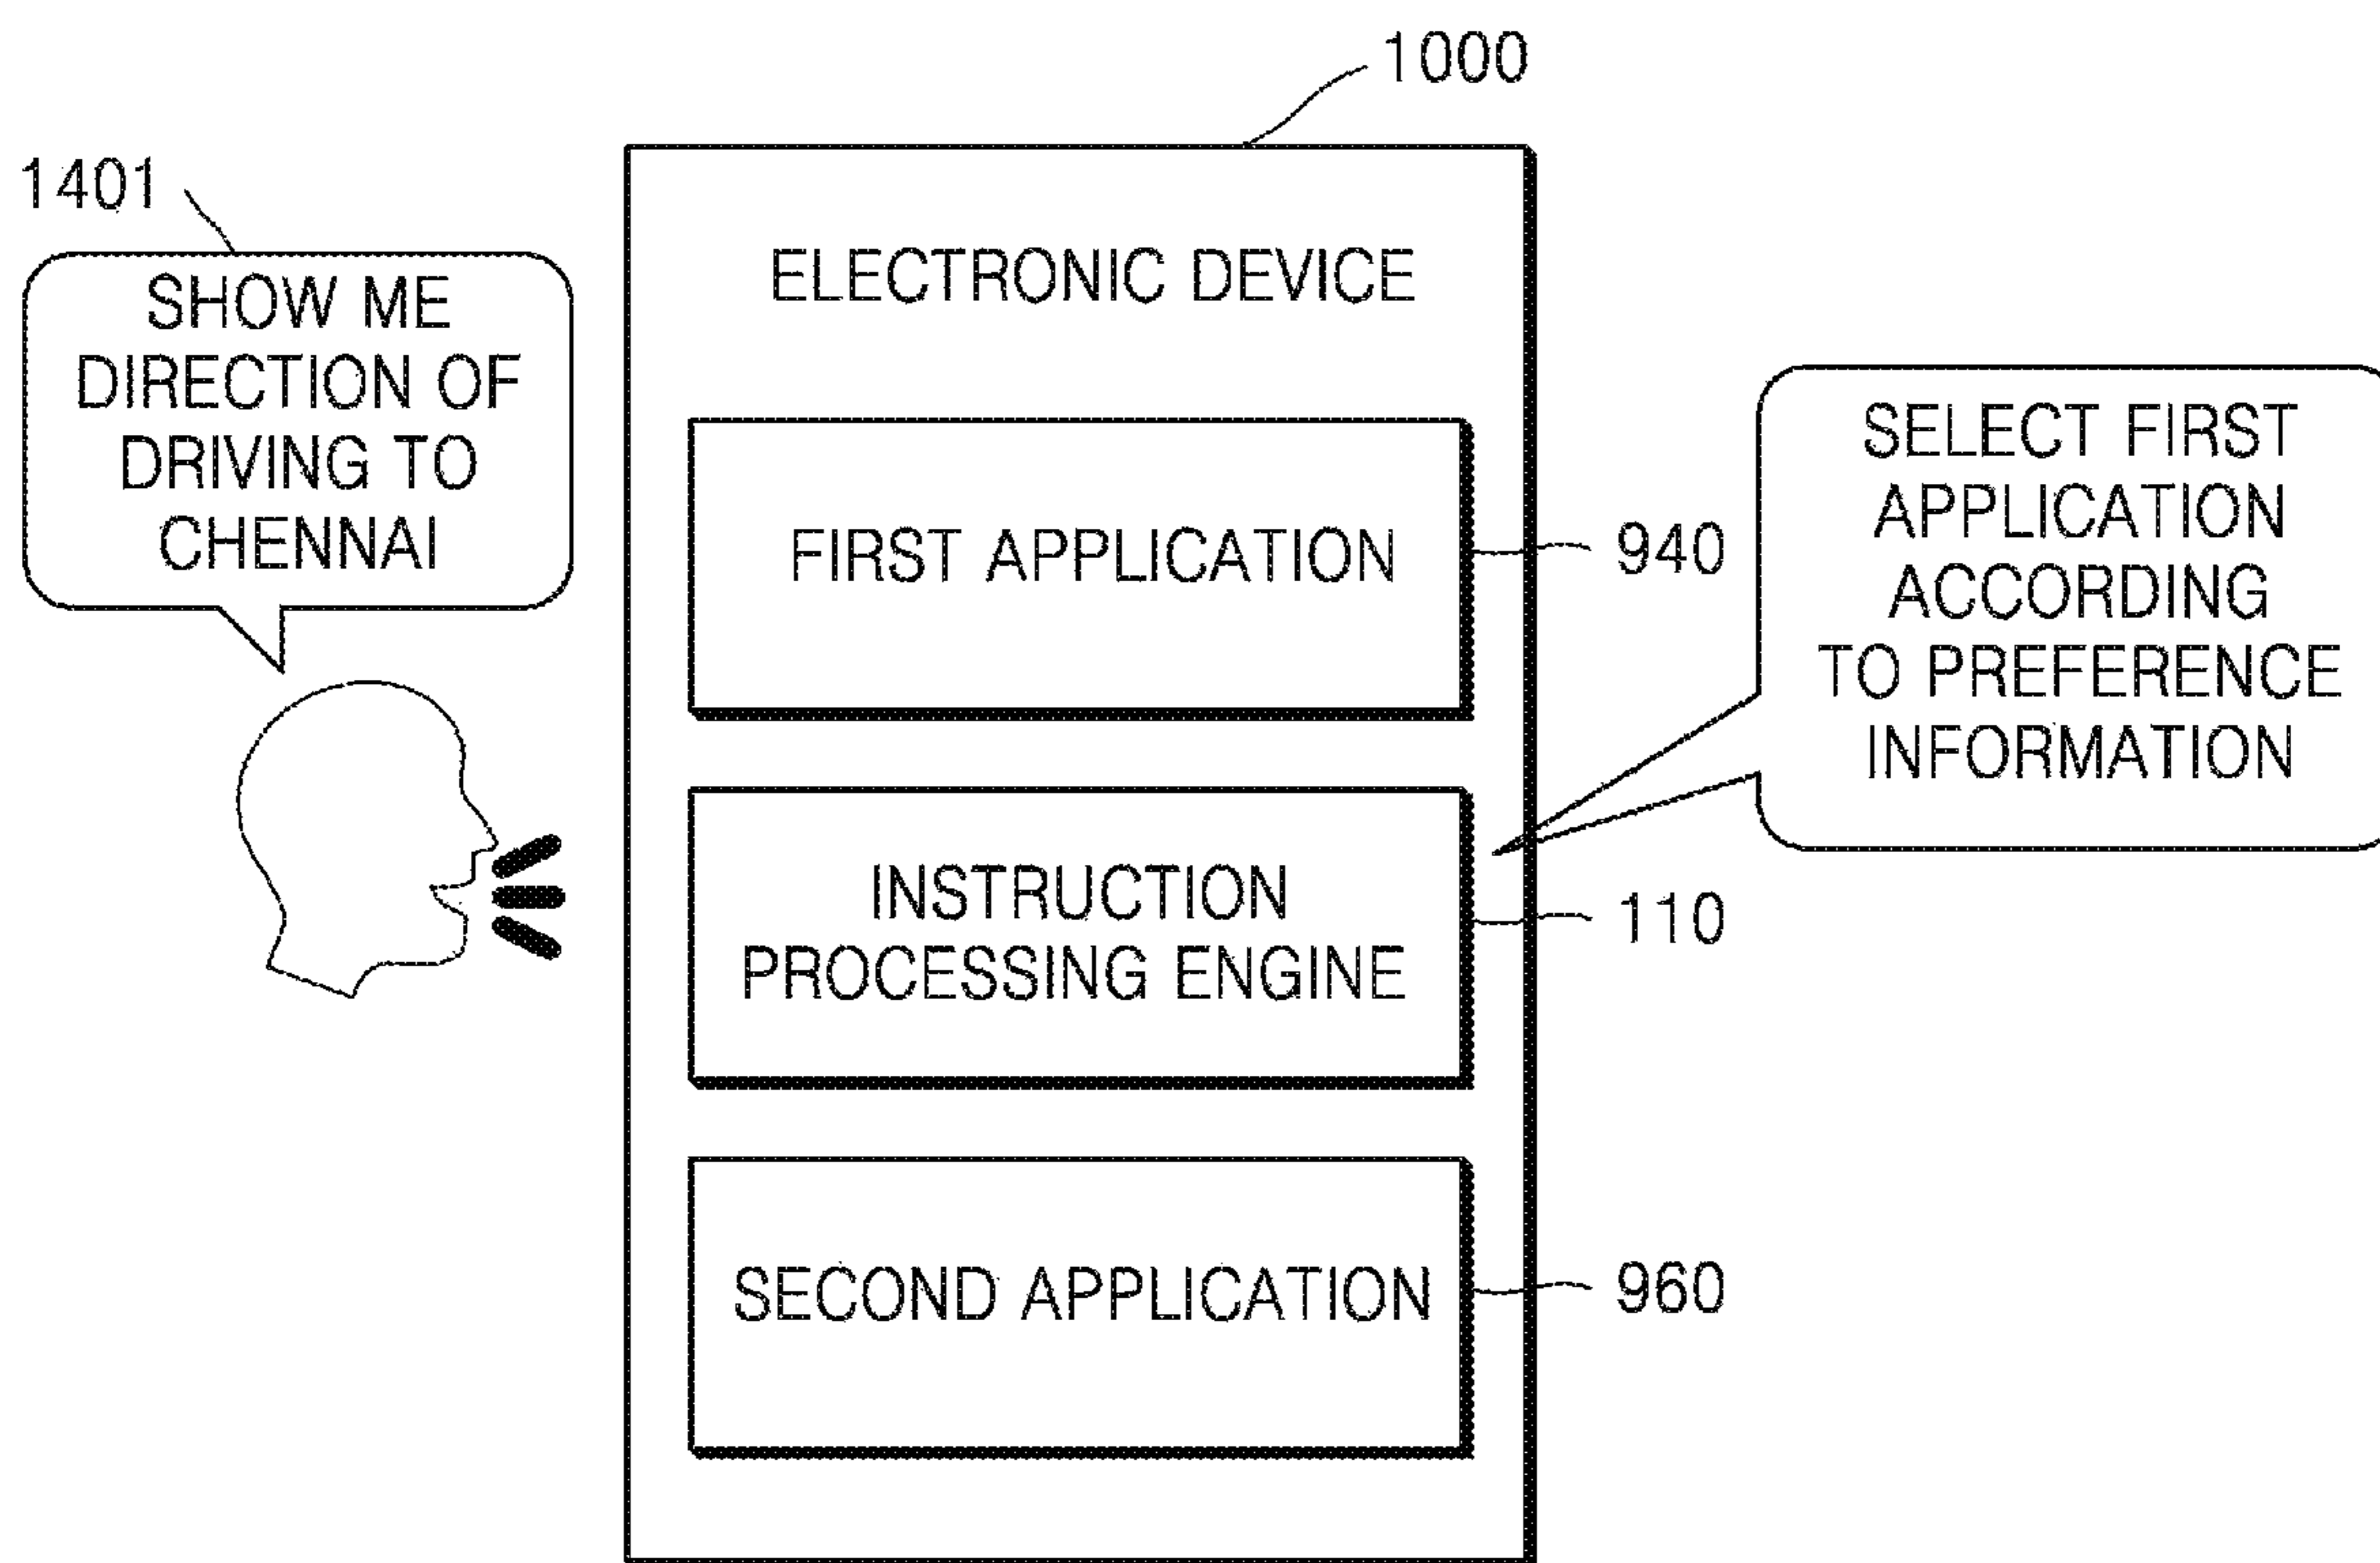 1000
1401
SHOW ME
DIRECTION OF
DRIVING TO
CHENNAI
ELECTRONIC DEVICE
FIRST APPLICATION
940
SELECT FIRST
APPLICATION
ACCORDING
TO PREFERENCE
INFORMATION
INSTRUCTION
PROCESSING ENGINE
110
SECOND APPLICATION
960